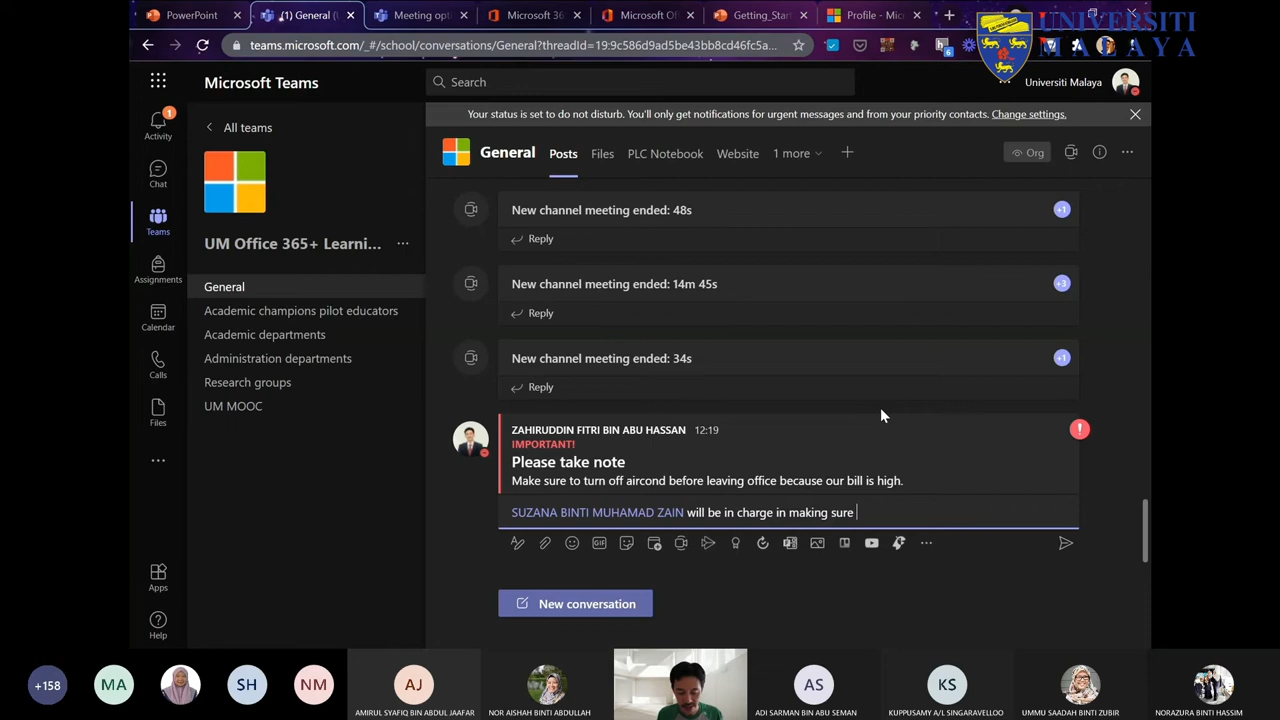 PowerPoint
(1) General (
Meeting op
Microsoft 36
Microsoft Of
Getting_Star
Profile - Micr
UNIVERSITI
MALAYA
teams.microsoft.com/_#/school/conversations/General?threadId=19:9c586d9ad5be43bb8cd46fc5a...
6
Microsoft Teams
Search
Universiti Malaya
Your status is set to do not disturb. You'll only get notifications for urgent messages and from your priority contacts. Change settings.
1
Activity
Chat
Teams
Assignments
Calendar
Calls
Files
Apps
Help
All teams
UM Office 365+ Learni...
General
Academic champions pilot educators
Academic departments
Administration departments
Research groups
UM MOOC
General
Posts
Files
PLC Notebook
Website
1 more
Org
New channel meeting ended: 48s
+1
Reply
New channel meeting ended: 14m 45s
+3
Reply
New channel meeting ended: 34s
+1
Reply
ZAHIRUDDIN FITRI BIN ABU HASSAN 12:19
IMPORTANT!
Please take note
Make sure to turn off aircond before leaving office because our bill is high.
SUZANA BINTI MUHAMAD ZAIN will be in charge in making sure
GIF
New conversation
+158
MA
SH
NM
AJ
AMIRUL SYAFIQ BIN ABDUL JAAFAR
NOR AISHAH BINTI ABDULLAH
AS
ADI SARMAN BIN ABU SEMAN
KS
KUPPUSAMY A/L SINGARAVELLOO
UMMU SAADAH BINTI ZUBIR
NORAZURA BINTI HASSIM